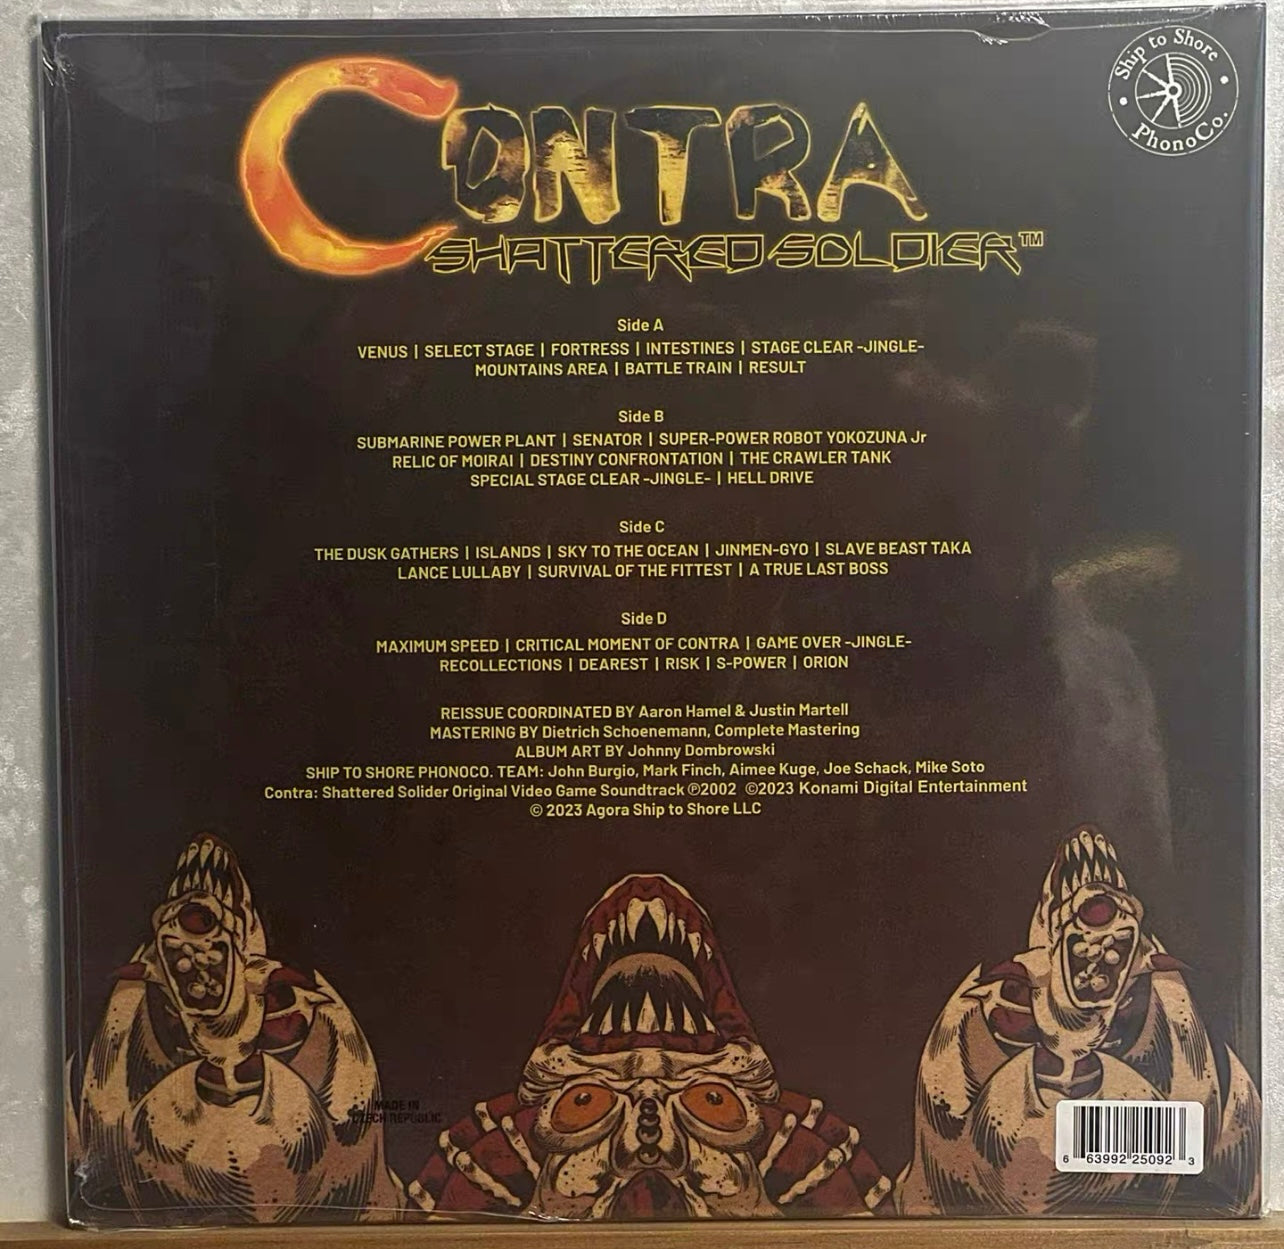 Ship to Shore
PhonoCo.
CONTRA
SHATTERED SOLDIER™
Side A
VENUS | SELECT STAGE | FORTRESS | INTESTINES | STAGE CLEAR -JINGLE-
MOUNTAINS AREA | BATTLE TRAIN | RESULT
Side B
SUBMARINE POWER PLANT | SENATOR | SUPER-POWER ROBOT YOKOZUNA Jr
RELIC OF MOIRAI | DESTINY CONFRONTATION | THE CRAWLER TANK
SPECIAL STAGE CLEAR -JINGLE- | HELL DRIVE
Side C
THE DUSK GATHERS | ISLANDS | SKY TO THE OCEAN | JINMEN-GYO | SLAVE BEAST TAKA
LANCE LULLABY | SURVIVAL OF THE FITTEST | A TRUE LAST BOSS
Side D
MAXIMUM SPEED | CRITICAL MOMENT OF CONTRA | GAME OVER -JINGLE-
RECOLLECTIONS | DEAREST | RISK | S-POWER | ORION
REISSUE COORDINATED BY Aaron Hamel & Justin Martell
MASTERING BY Dietrich Schoenemann, Complete Mastering
ALBUM ART BY Johnny Dombrowski
SHIP TO SHORE PHONOCO. TEAM: John Burgio, Mark Finch, Aimee Kuge, Joe Schack, Mike Soto
Contra: Shattered Solider Original Video Game Soundtrack ℗2002 ©2023 Konami Digital Entertainment
© 2023 Agora Ship to Shore LLC
MADE IN
CZECH REPUBLIC
6 63992 25092 3